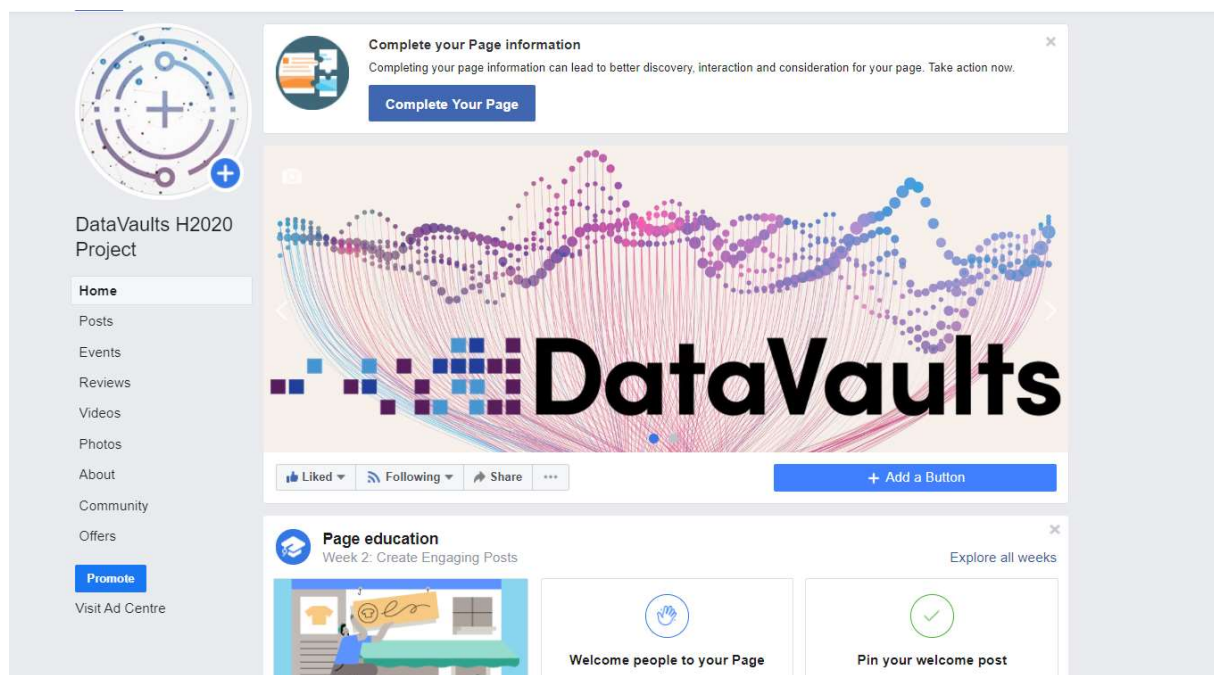 Complete your Page information
Completing your page information can lead to better discovery, interaction and consideration for your page. Take action now.
Complete Your Page
DataVaults H2020
Project
Home
Posts
Events
Reviews
Videos
Photos
About
Community
Offers
Promote
Visit Ad Centre
DataVaults
Liked
Following
Share
+ Add a Button
Page education
Week 2: Create Engaging Posts
Explore all weeks
Welcome people to your Page
Pin your welcome post